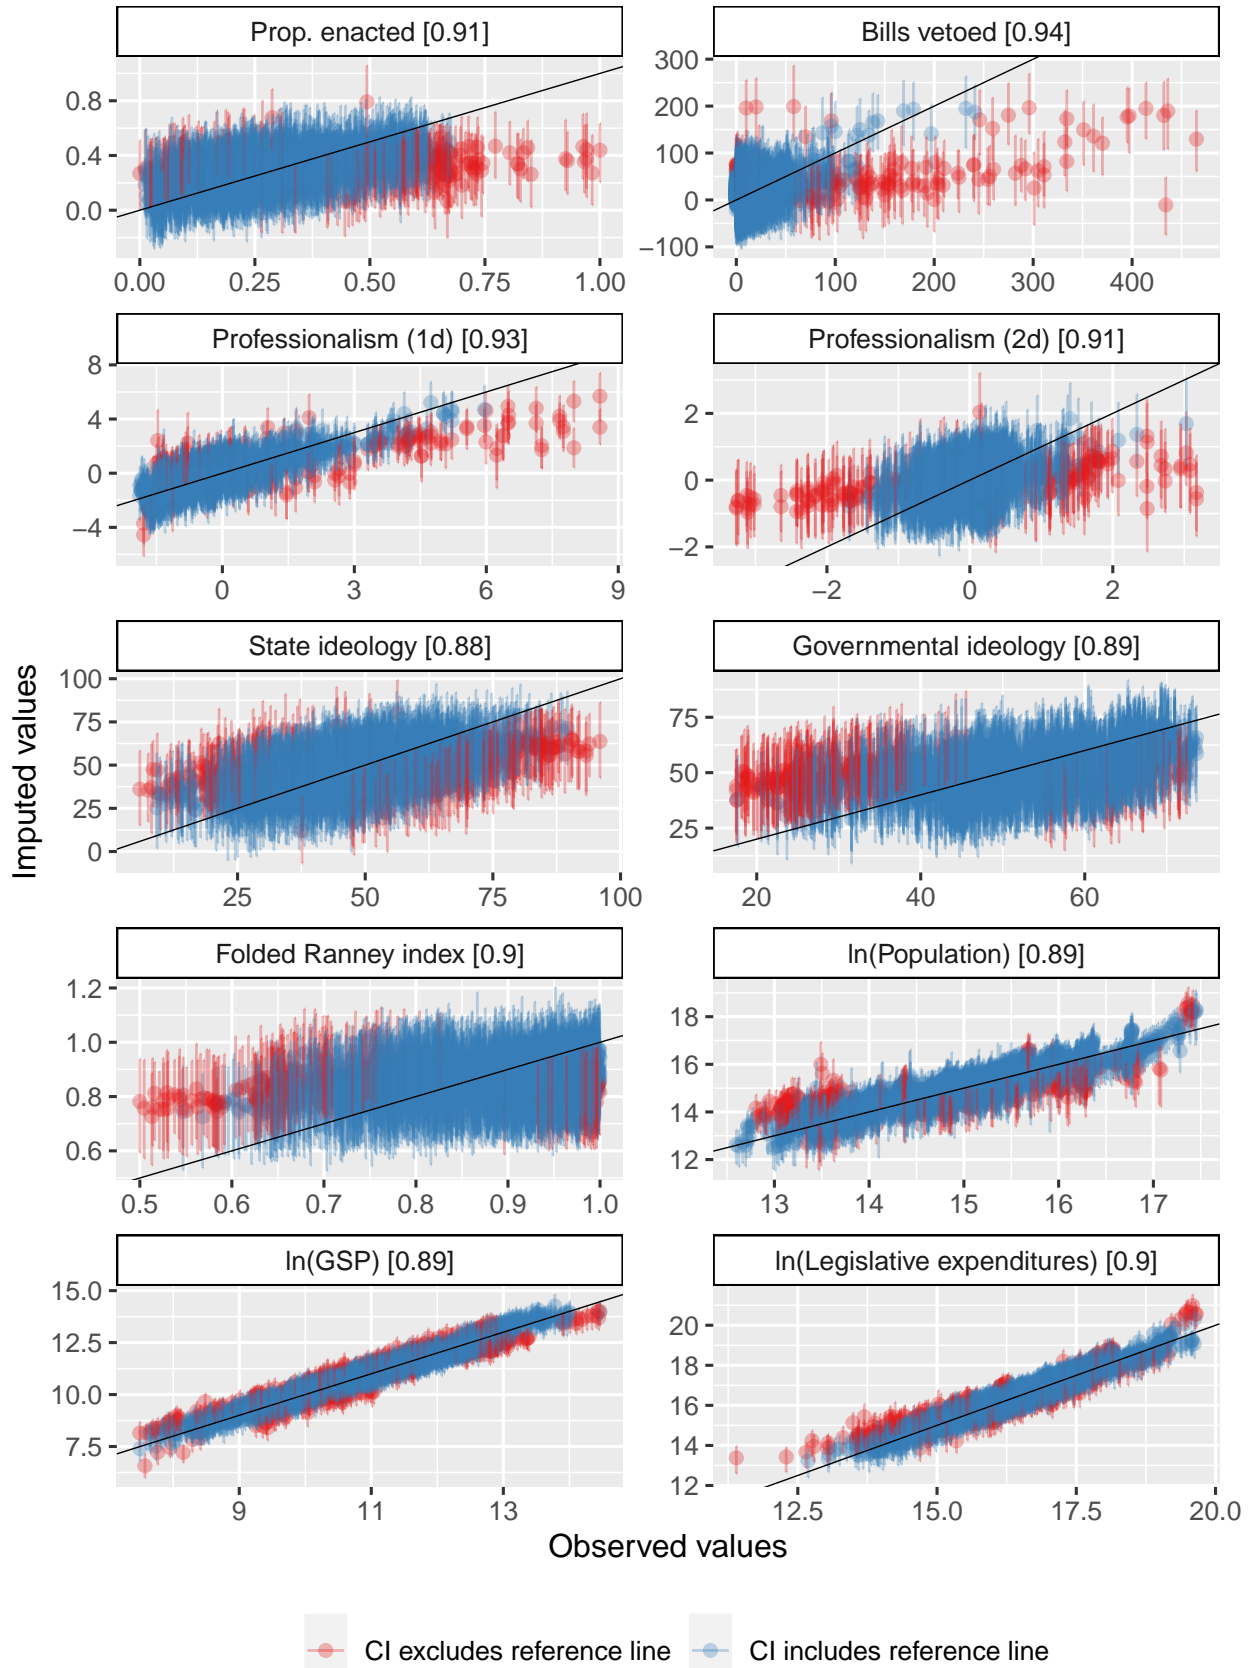 Prop. enacted [0.91]
Bills vetoed [0.94]
0.8
0.4
0.0
0.00 0.25 0.50 0.75 1.00
300
200
100
0
−100
0 100 200 300 400
Professionalism (1d) [0.93]
Professionalism (2d) [0.91]
8
4
0
−4
0 3 6 9
2
0
−2
−2 0 2
State ideology [0.88]
Governmental ideology [0.89]
100
75
50
25
0
25 50 75 100
75
50
25
20 40 60
Imputed values
Folded Ranney index [0.9]
ln(Population) [0.89]
1.2
1.0
0.8
0.6
0.5 0.6 0.7 0.8 0.9 1.0
18
16
14
12
13 14 15 16 17
ln(GSP) [0.89]
ln(Legislative expenditures) [0.9]
15.0
12.5
10.0
7.5
9 11 13
20
18
16
14
12
12.5 15.0 17.5 20.0
Observed values
CI excludes reference line CI includes reference line